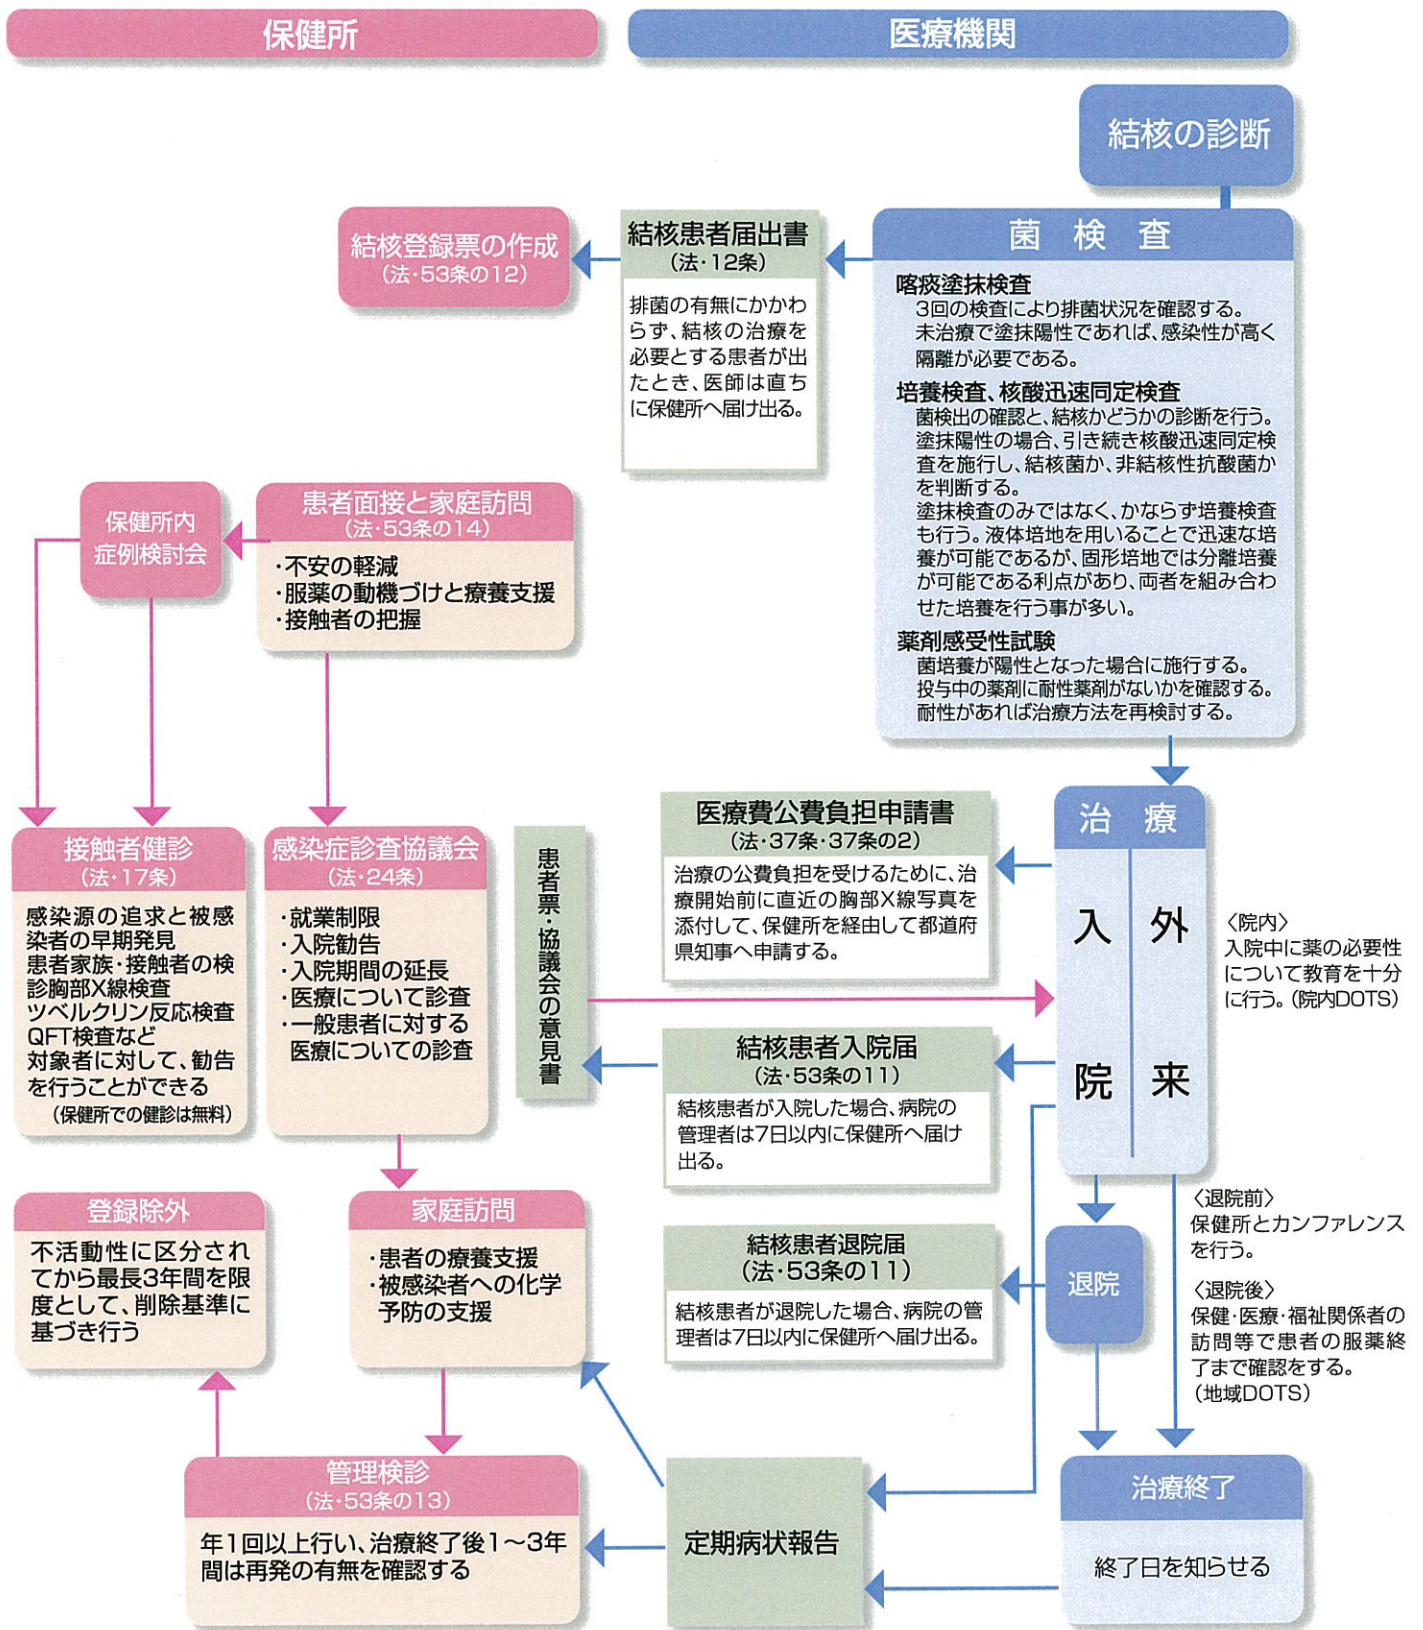 保健所
医療機関
結核の診断
菌検査
喀痰塗抹検査
3回の検査により排菌状況を確認する。
未治療で塗抹陽性であれば、感染性が高く
隔離が必要である。
培養検査、核酸迅速同定検査
菌検出の確認と、結核かどうかの診断を行う。
塗抹陽性の場合、引き続き核酸迅速同定検
査を施行し、結核菌か、非結核性抗酸菌か
を判断する。
塗抹検査のみではなく、かならず培養検査
も行う。液体培地を用いることで迅速な培
養が可能であるが、固形培地では分離培養
が可能である利点があり、両者を組み合わ
せた培養を行う事が多い。
薬剤感受性試験
菌培養が陽性となった場合に施行する。
投与中の薬剤に耐性薬剤がないかを確認する。
耐性があれば治療方法を再検討する。
結核患者届出書
(法・12条)
排菌の有無にかかわ
らず、結核の治療を
必要とする患者が出
たとき、医師は直ち
に保健所へ届け出る。
結核登録票の作成
(法・53条の12)
患者面接と家庭訪問
(法・53条の14)
・不安の軽減
・服薬の動機づけと療養支援
・接触者の把握
保健所内
症例検討会
接触者健診
(法・17条)
感染源の追求と被感
染者の早期発見
患者家族・接触者の検
診胸部X線検査
ツベルクリン反応検査
QFT検査など
対象者に対して、勧告
を行うことができる
(保健所での健診は無料)
感染症診査協議会
(法・24条)
・就業制限
・入院勧告
・入院期間の延長
・医療について診査
・一般患者に対する
医療についての診査
患者票・協議会の意見書
医療費公費負担申請書
(法・37条・37条の2)
治療の公費負担を受けるために、治
療開始前に直近の胸部X線写真を
添付して、保健所を経由して都道府
県知事へ申請する。
治療
入院
外来
〈院内〉
入院中に薬の必要性
について教育を十分
に行う。(院内DOTS)
結核患者入院届
(法・53条の11)
結核患者が入院した場合、病院の
管理者は7日以内に保健所へ届け
出る。
登録除外
不活動性に区分され
てから最長3年間を限
度として、削除基準に
基づき行う
家庭訪問
・患者の療養支援
・被感染者への化学
予防の支援
結核患者退院届
(法・53条の11)
結核患者が退院した場合、病院の管
理者は7日以内に保健所へ届け出る。
退院
〈退院前〉
保健所とカンファレンス
を行う。
〈退院後〉
保健・医療・福祉関係者の
訪問等で患者の服薬終
了まで確認をする。
(地域DOTS)
管理検診
(法・53条の13)
年1回以上行い、治療終了後1〜3年
間は再発の有無を確認する
定期病状報告
治療終了
終了日を知らせる